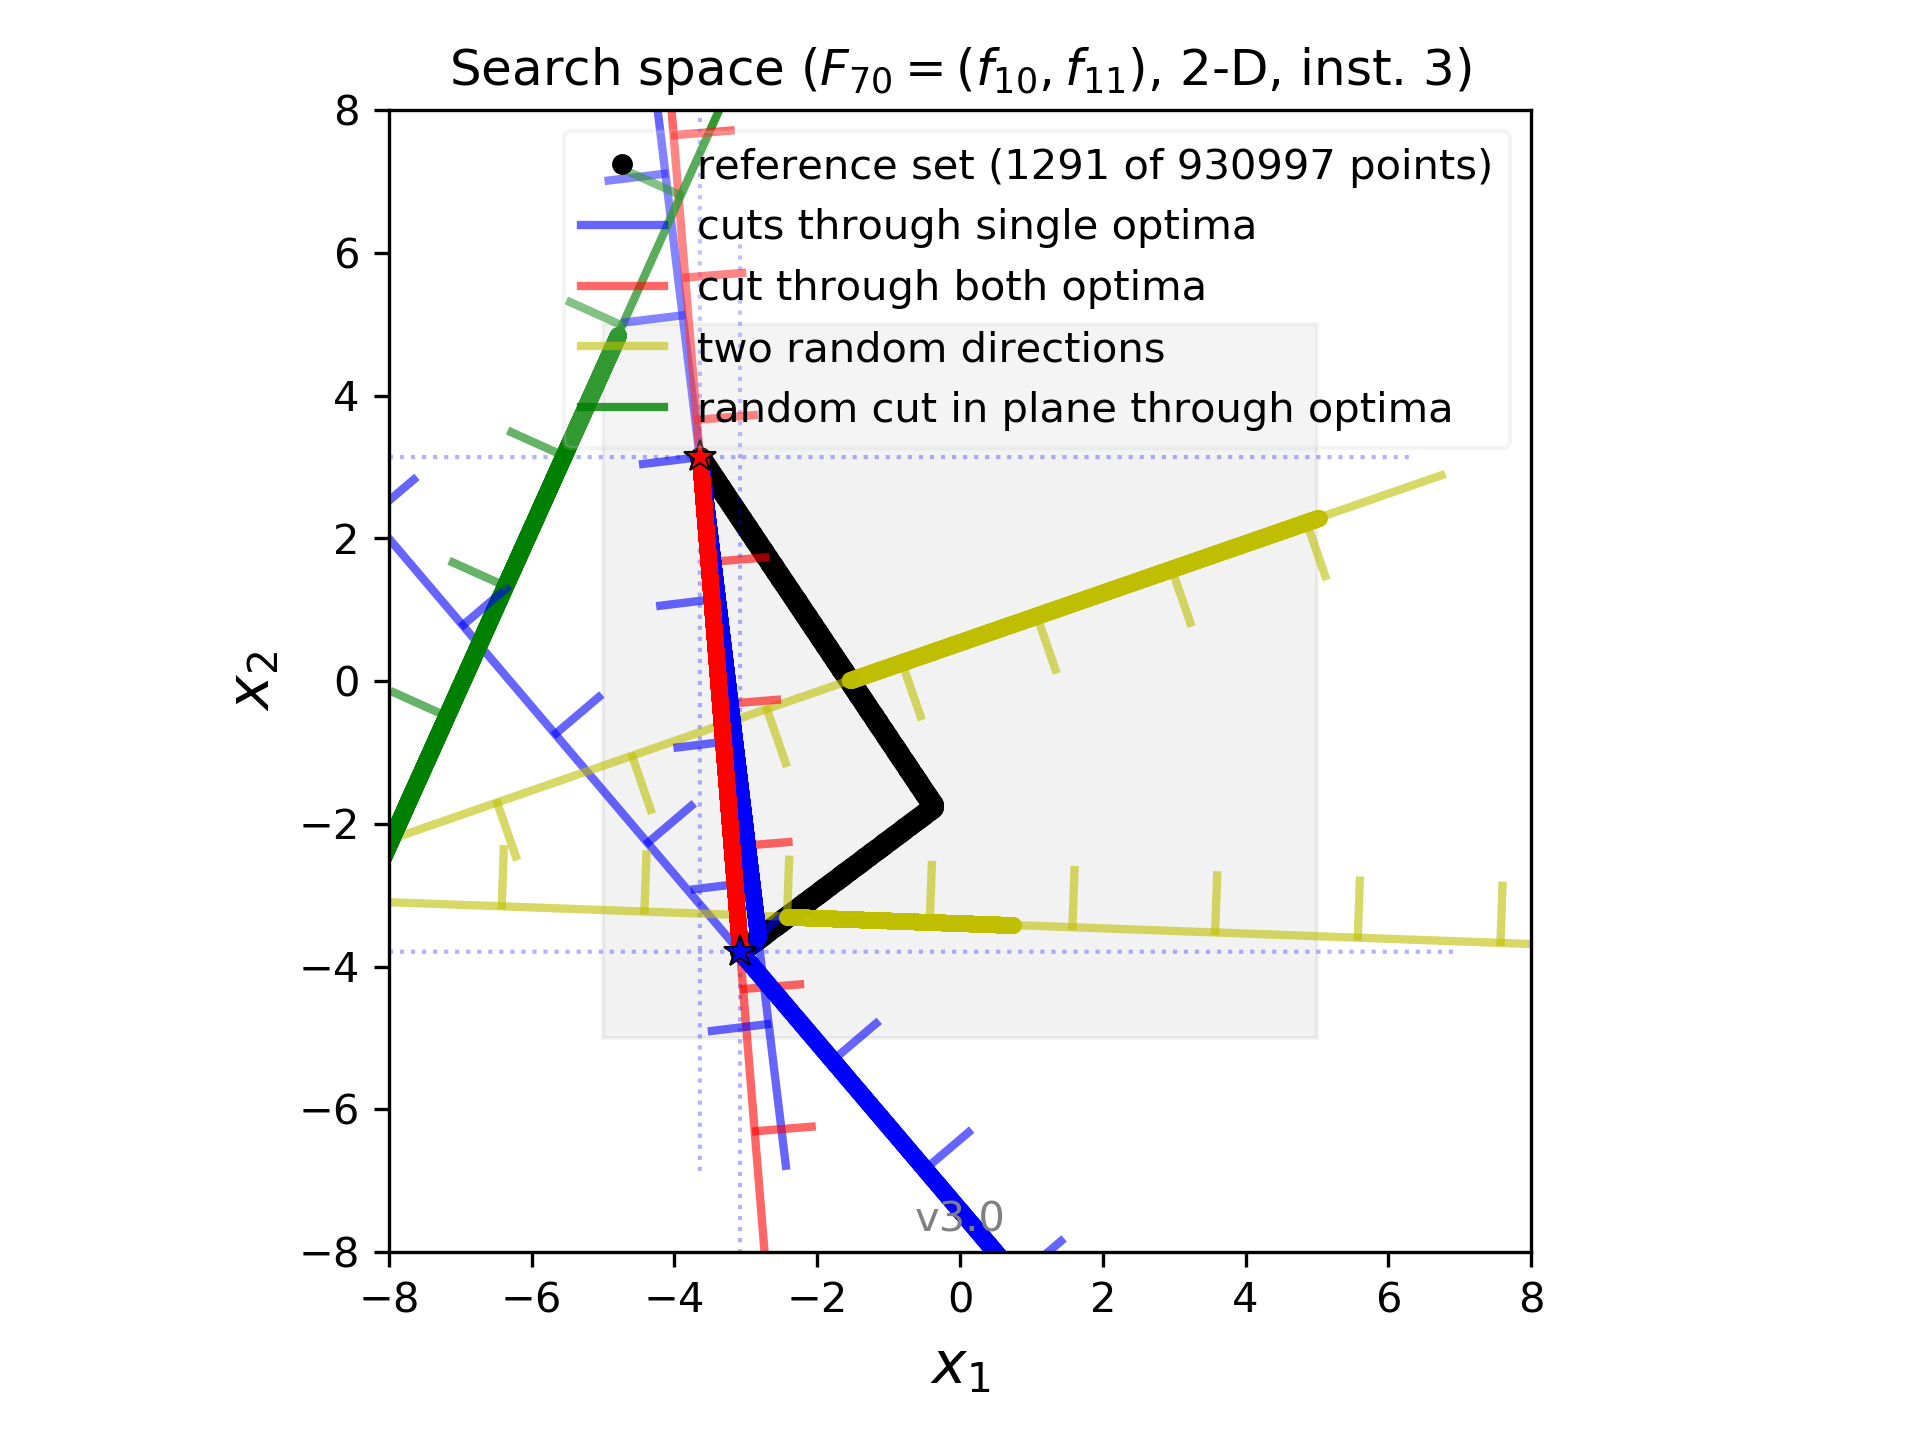 Search space (F70 = (f10, f11), 2-D, inst. 3)
reference set (1291 of 930997 points)
cuts through single optima
cut through both optima
two random directions
random cut in plane through optima
8
6
4
2
0
−2
−4
−6
−8
x2
v3.0
−8 −6 −4 −2 0 2 4 6 8
x1